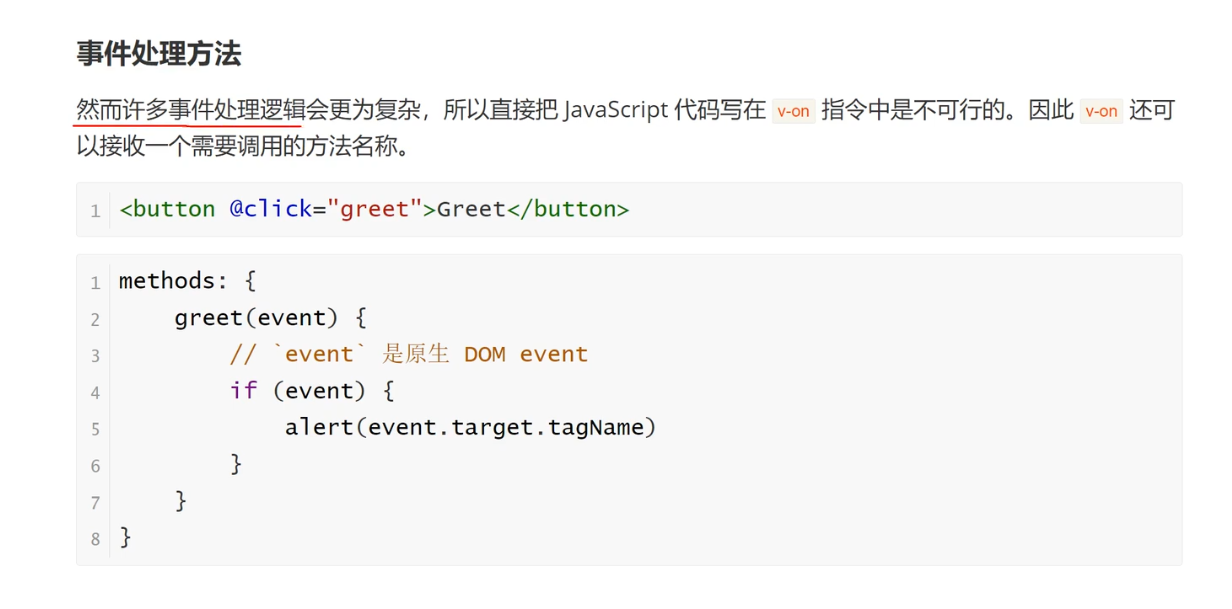 事件处理方法
然而许多事件处理逻辑会更为复杂，所以直接把 JavaScript 代码写在 v-on 指令中是不可行的。因此 v-on 还可
以接收一个需要调用的方法名称。
1 <button @click="greet">Greet</button>
1 methods: {
2     greet(event) {
3         // `event` 是原生 DOM event
4         if (event) {
5             alert(event.target.tagName)
6         }
7     }
8 }